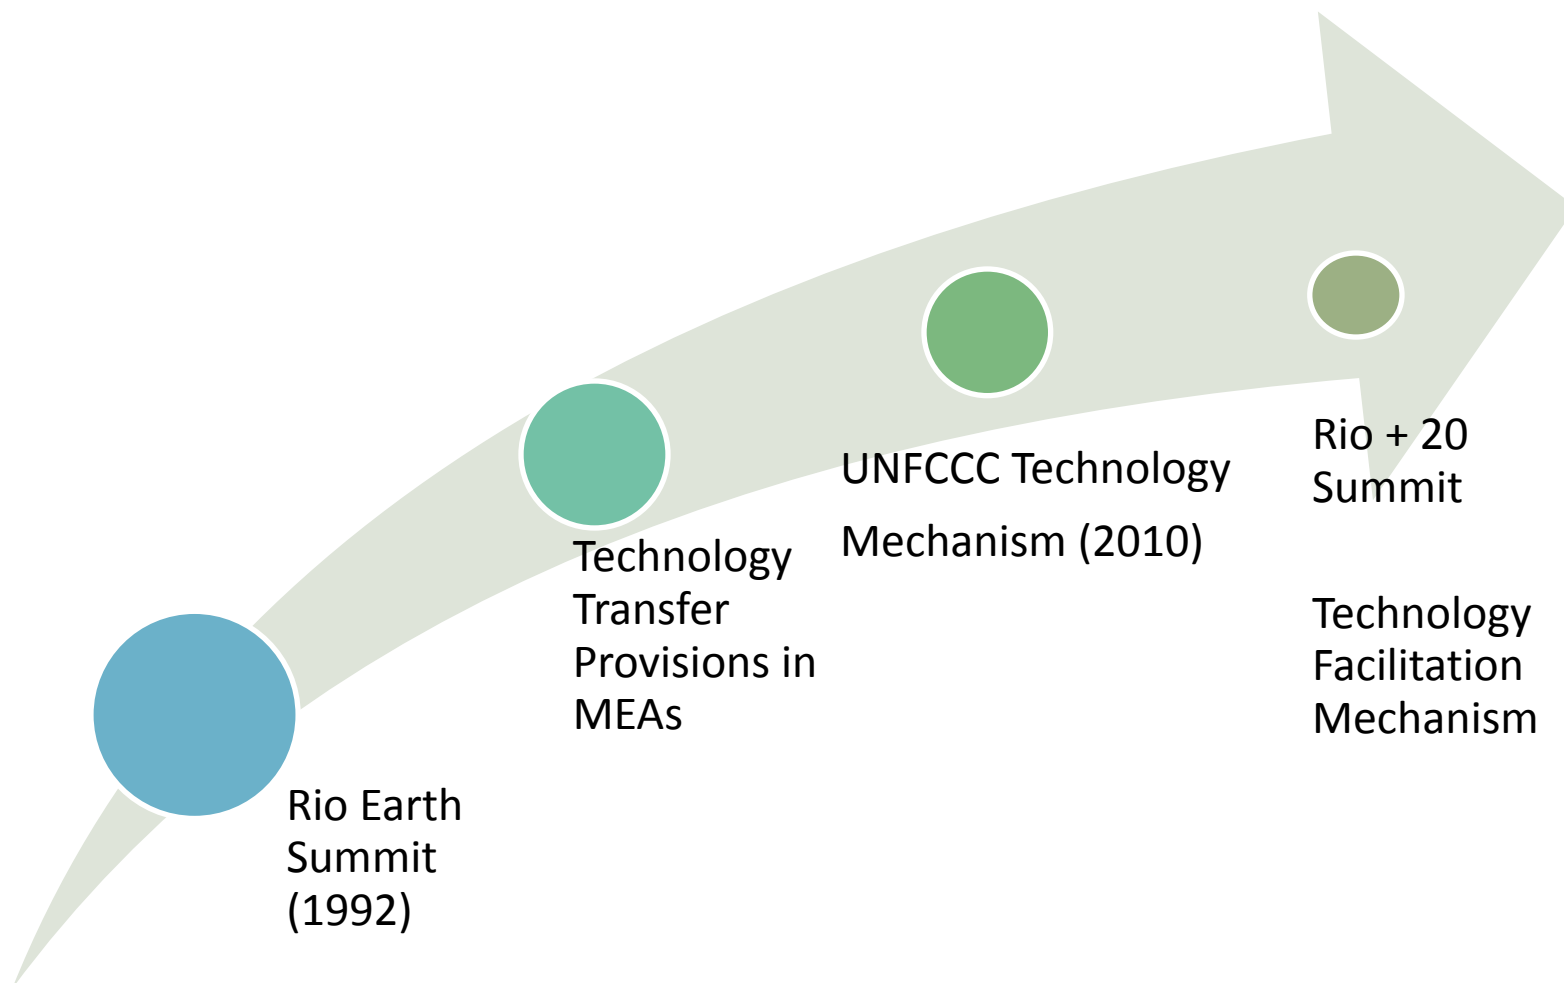 Rio Earth
Summit
(1992)
Technology
Transfer
Provisions in
MEAs
UNFCCC Technology
Mechanism (2010)
Rio + 20
Summit
Technology
Facilitation
Mechanism